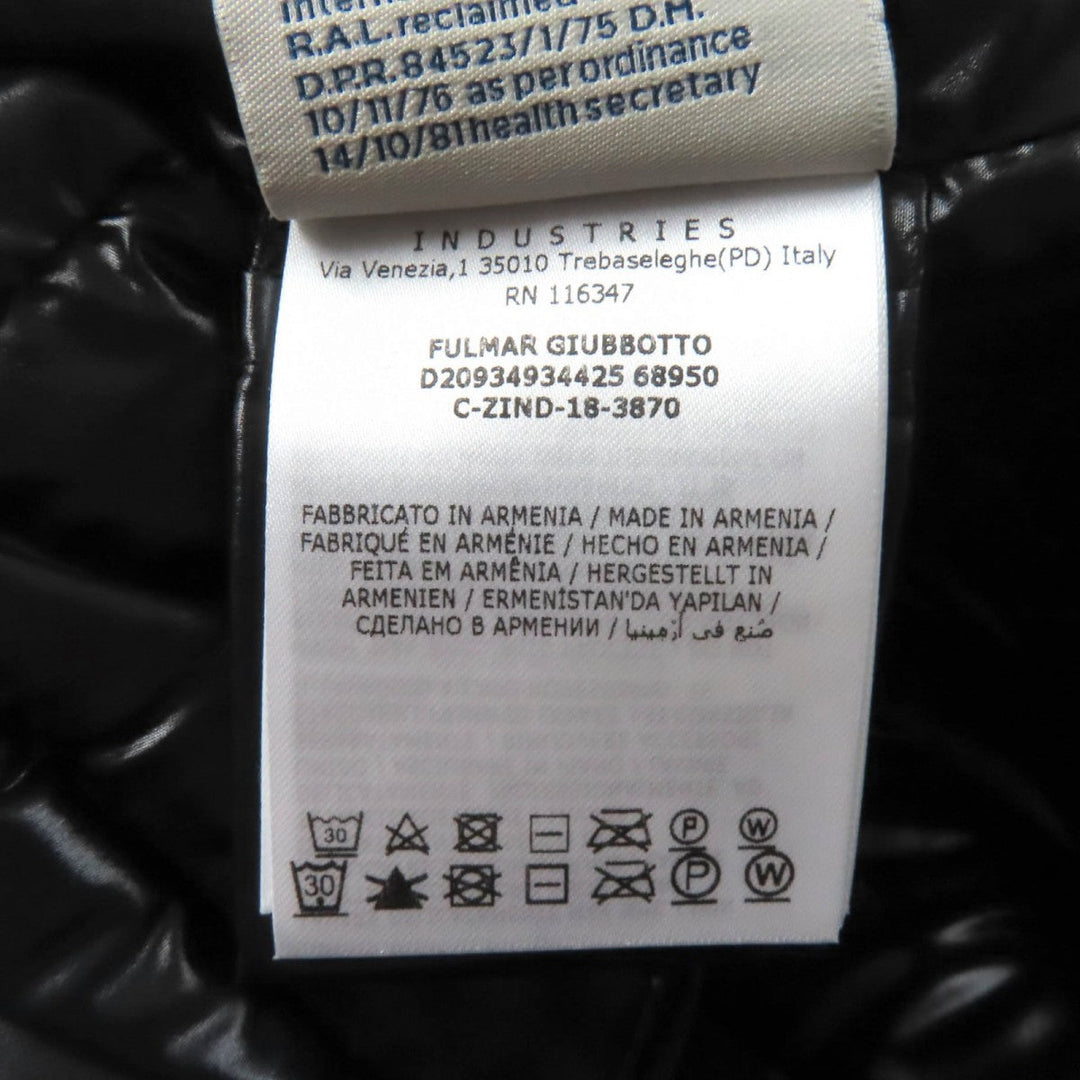 R.A.L. reclaimed
D.P.R. 84523/1/75 D.M.
10/11/76 as per ordinance
14/10/81 health secretary
INDUSTRIES
Via Venezia,1 35010 Trebaseleghe(PD) Italy
RN 116347
FULMAR GIUBBOTTO
D20934934425 68950
C-ZIND-18-3870
FABBRICATO IN ARMENIA / MADE IN ARMENIA /
FABRIQUÉ EN ARMÉNIE / HECHO EN ARMENIA /
FEITA EM ARMÊNIA / HERGESTELLT IN
ARMENIEN / ERMENİSTAN'DA YAPILAN /
СДЕЛАНО В АРМЕНИИ / صُنع في أرْمينيا
30 P W
30 P W